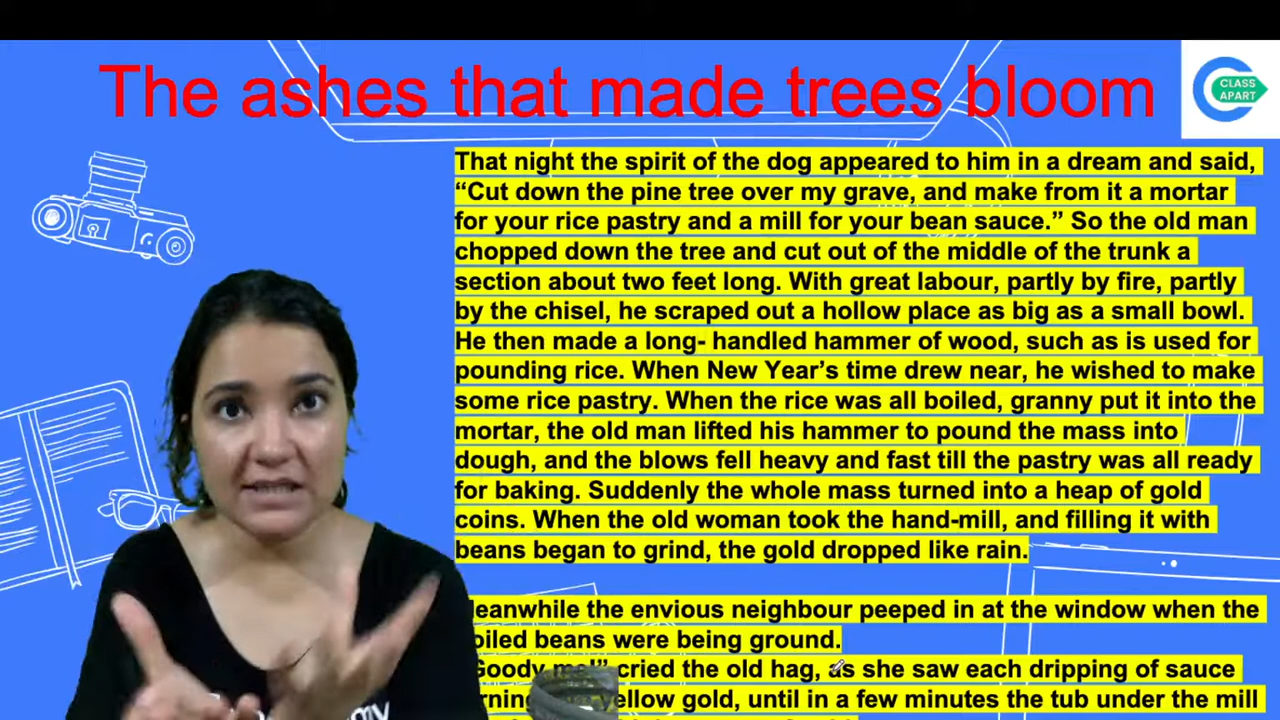 The ashes that made trees bloom
CLASS
APART
That night the spirit of the dog appeared to him in a dream and said,
“Cut down the pine tree over my grave, and make from it a mortar
for your rice pastry and a mill for your bean sauce.” So the old man
chopped down the tree and cut out of the middle of the trunk a
section about two feet long. With great labour, partly by fire, partly
by the chisel, he scraped out a hollow place as big as a small bowl.
He then made a long- handled hammer of wood, such as is used for
pounding rice. When New Year’s time drew near, he wished to make
some rice pastry. When the rice was all boiled, granny put it into the
mortar, the old man lifted his hammer to pound the mass into
dough, and the blows fell heavy and fast till the pastry was all ready
for baking. Suddenly the whole mass turned into a heap of gold
coins. When the old woman took the hand-mill, and filling it with
beans began to grind, the gold dropped like rain.
eanwhile the envious neighbour peeped in at the window when the
oiled beans were being ground.
Goody me!” cried the old hag, as she saw each dripping of sauce
yellow gold, until in a few minutes the tub under the mill